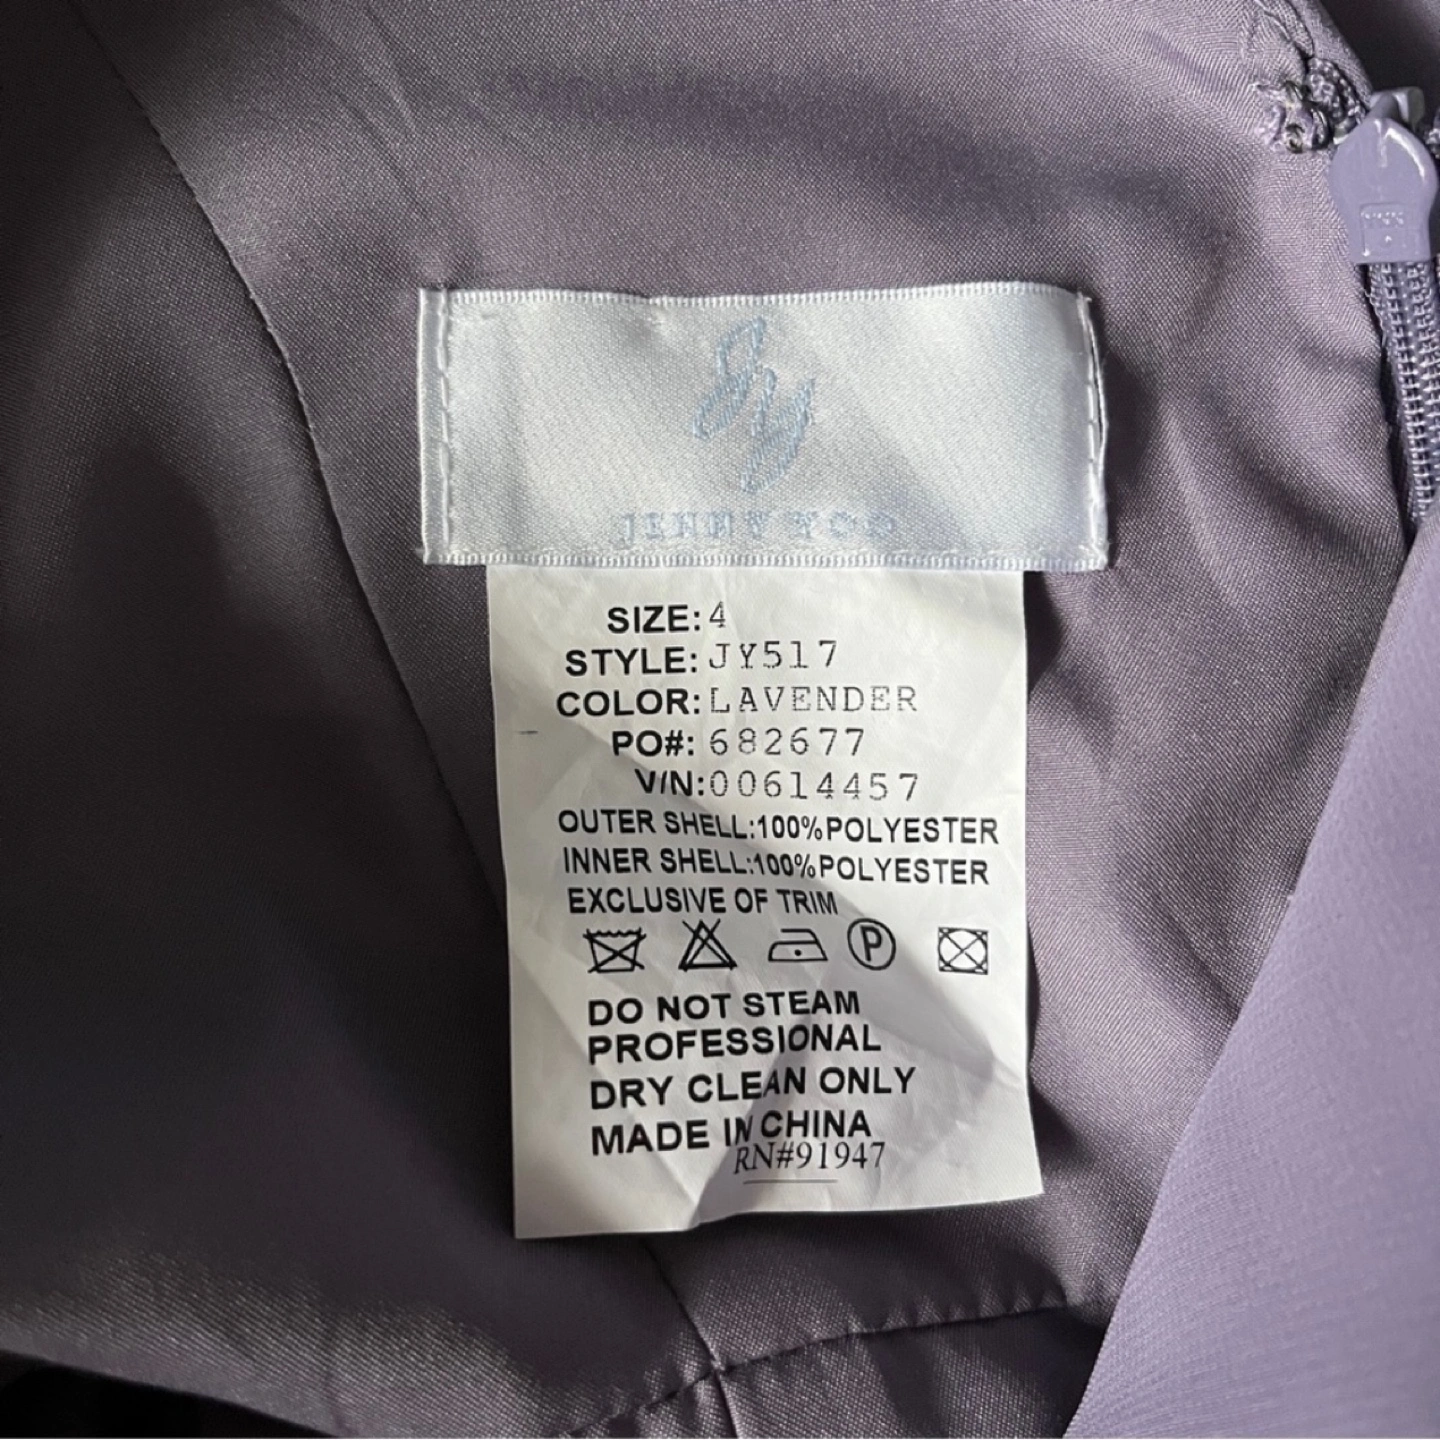 JY
JENNY YOO
SIZE: 4
STYLE: JY517
COLOR: LAVENDER
PO#: 682677
V/N: 00614457
OUTER SHELL:100%POLYESTER
INNER SHELL:100%POLYESTER
EXCLUSIVE OF TRIM
P
DO NOT STEAM
PROFESSIONAL
DRY CLEAN ONLY
MADE IN CHINA
RN#91947